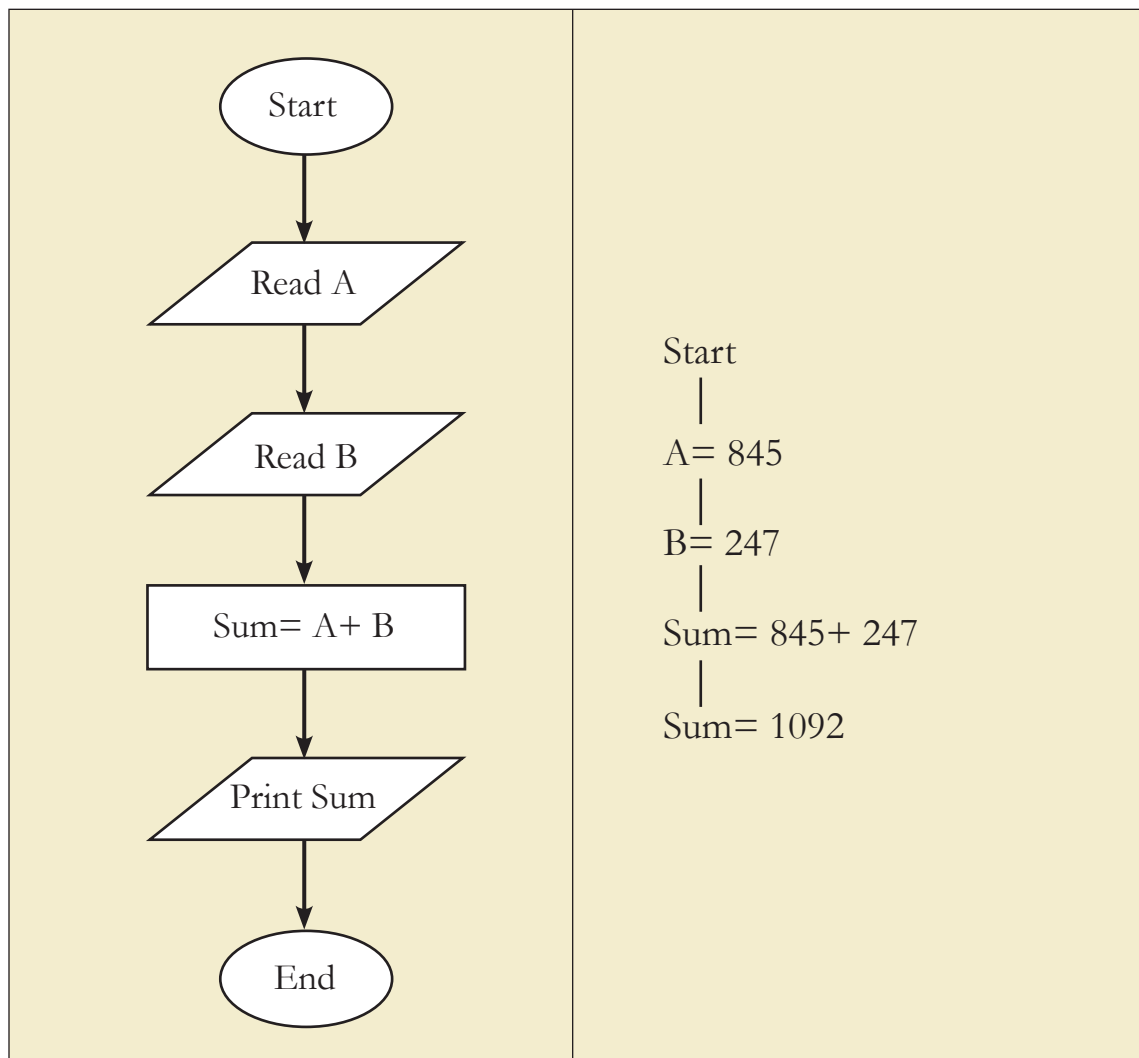 Start
Read A
Read B
Sum= A+ B
Print Sum
End
Start
A= 845
B= 247
Sum= 845+ 247
Sum= 1092